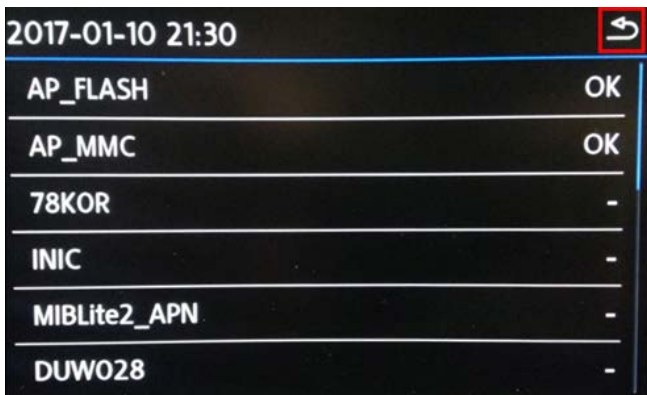 2017-01-10 21:30
AP_FLASH OK
AP_MMC OK
78K0R -
INIC -
MIBLite2_APN -
DUW028 -